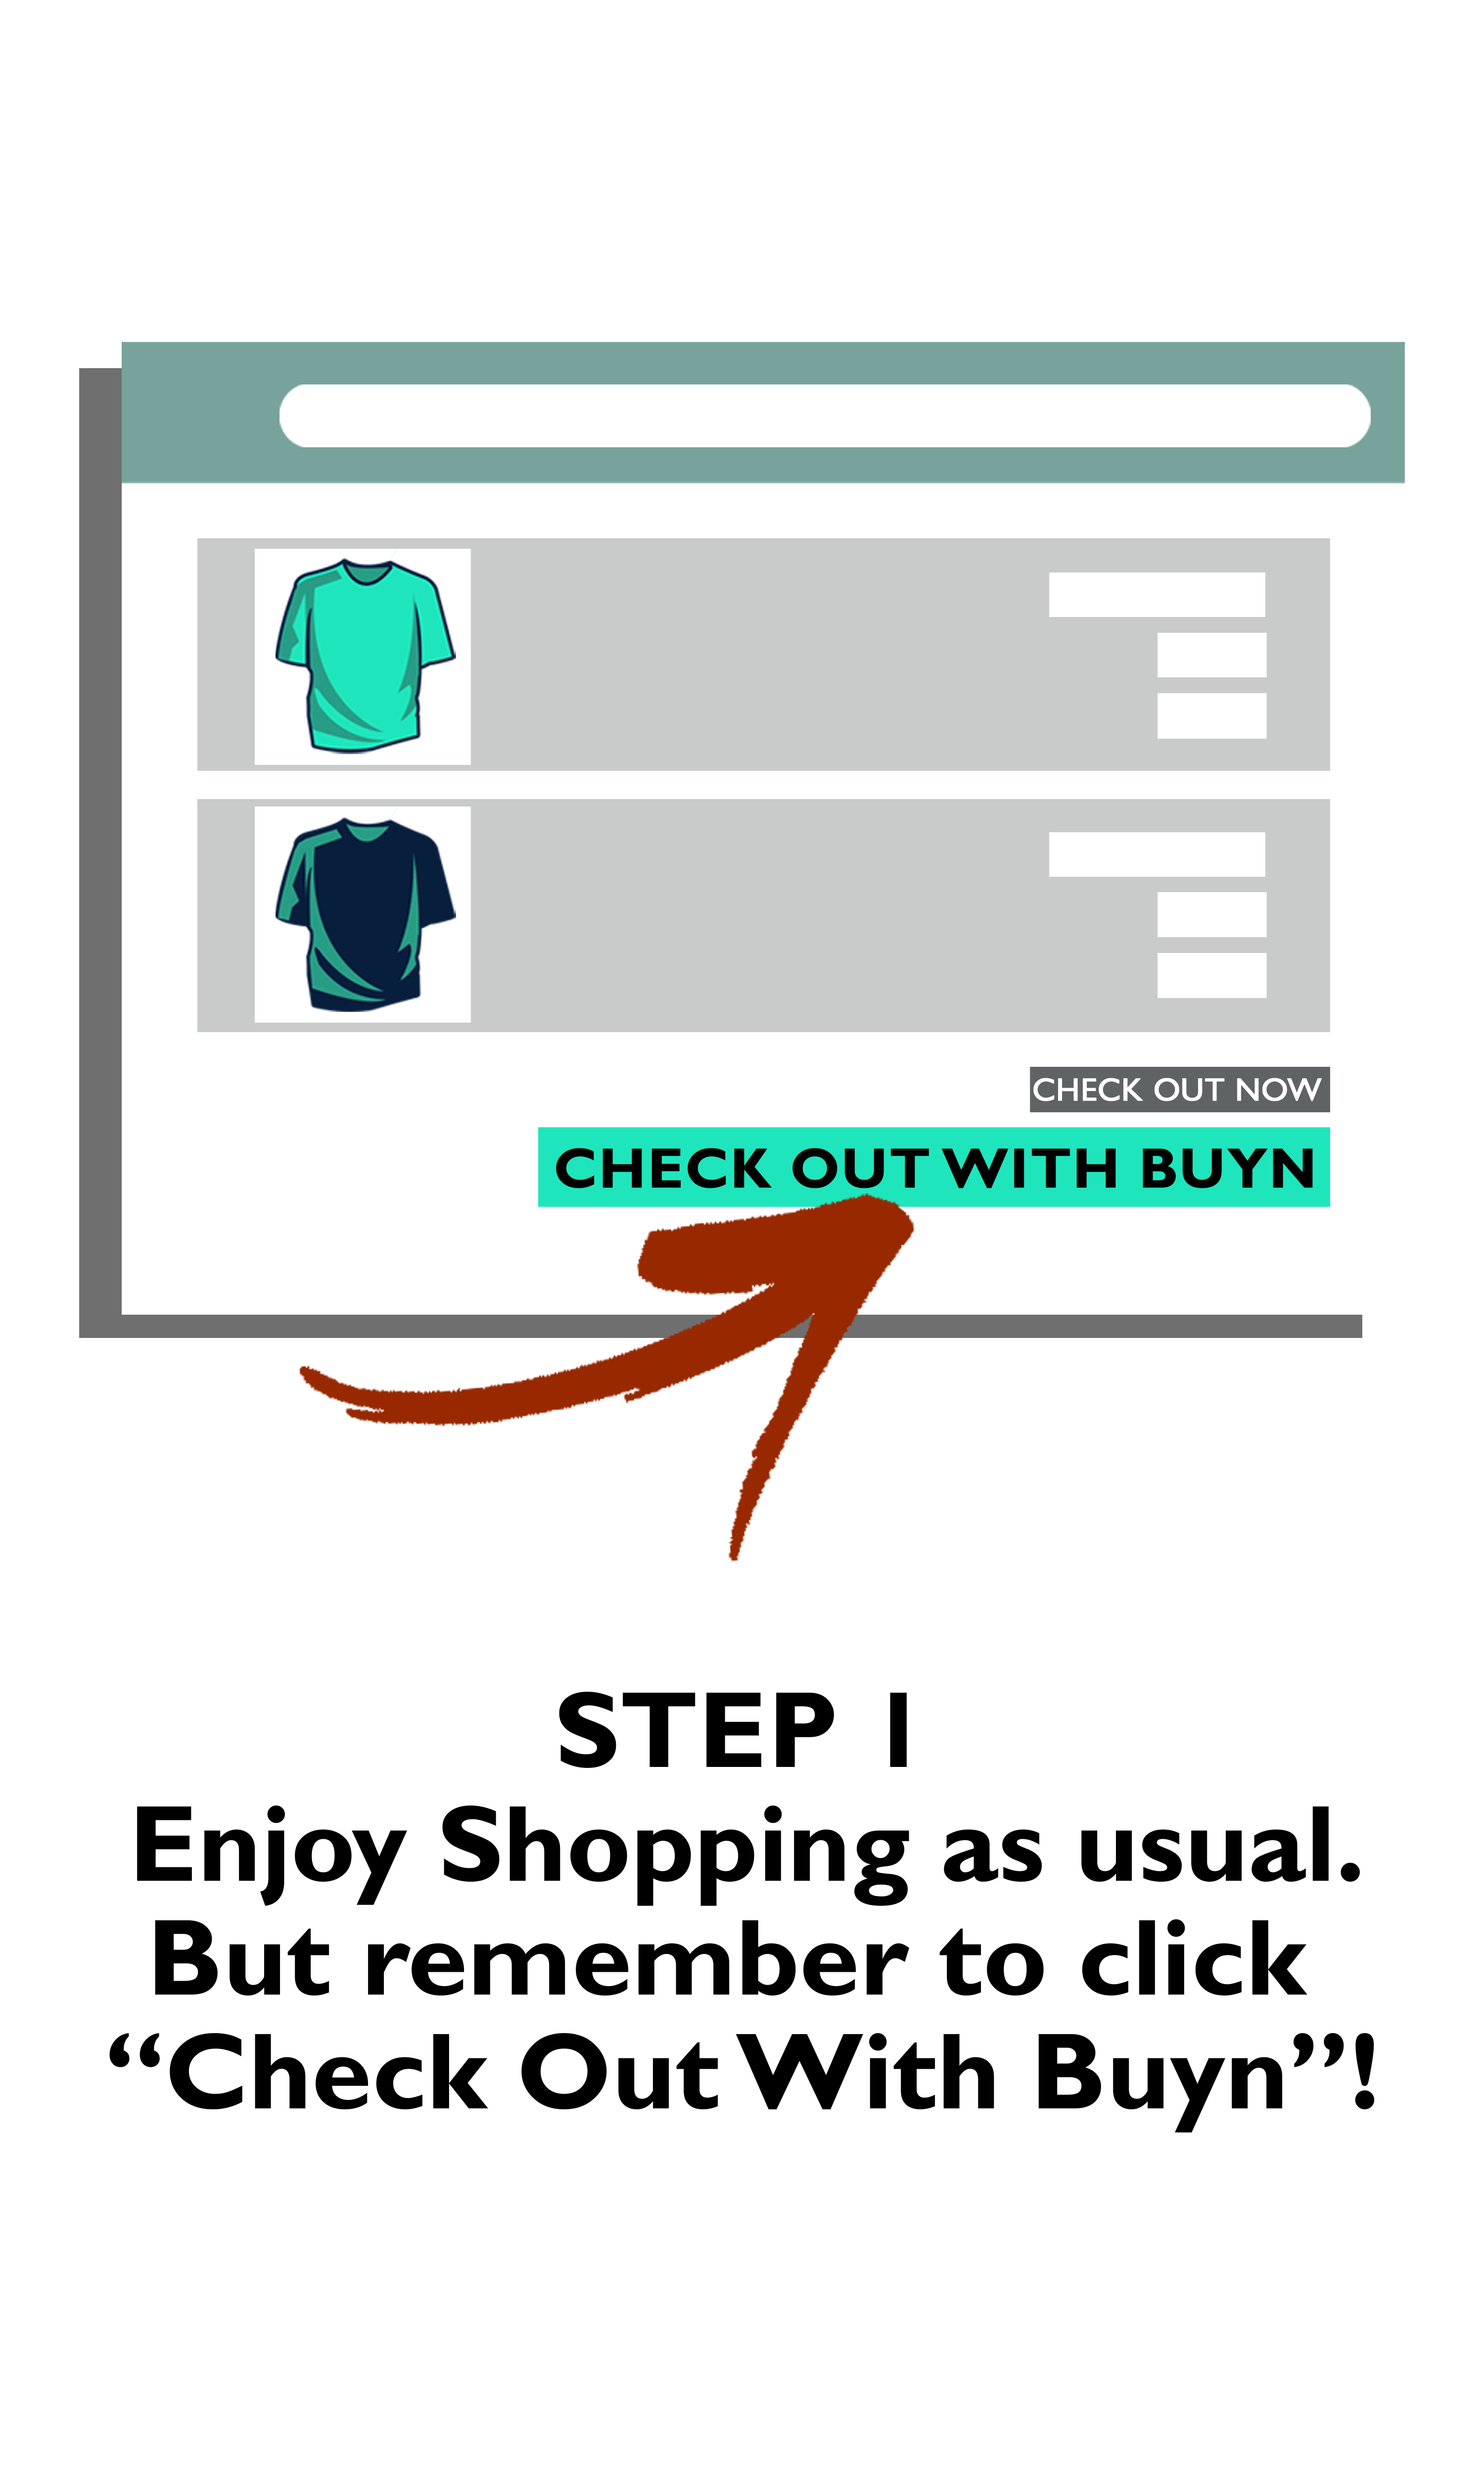 CHECK OUT NOW
CHECK OUT WITH BUYN
STEP 1
Enjoy Shopping as usual.
But remember to click
“Check Out With Buyn”!